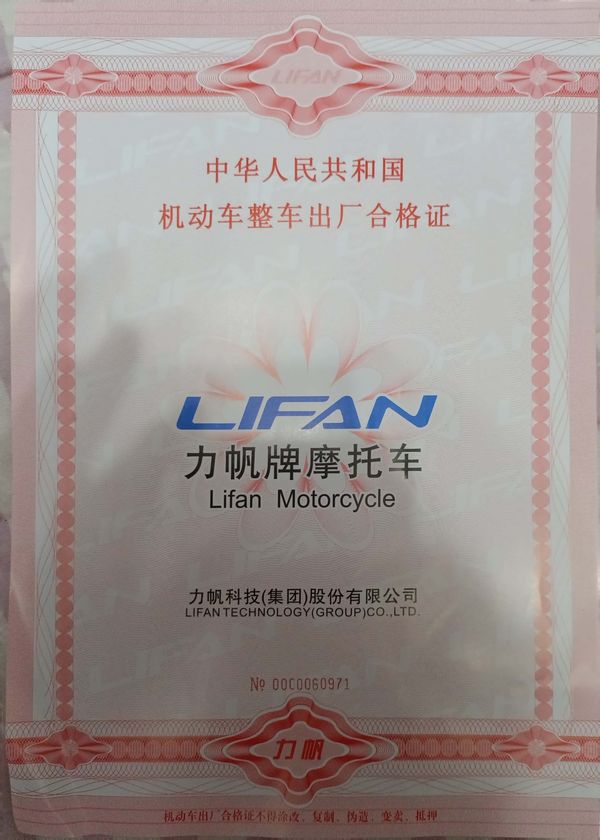 LIFAN
中华人民共和国
机动车整车出厂合格证
LIFAN
力帆牌摩托车
Lifan Motorcycle
力帆科技(集团)股份有限公司
LIFAN TECHNOLOGY(GROUP)CO.,LTD.
№ 00C0060971
力帆
机动车出厂合格证不得涂改、复制、伪造、变卖、抵押